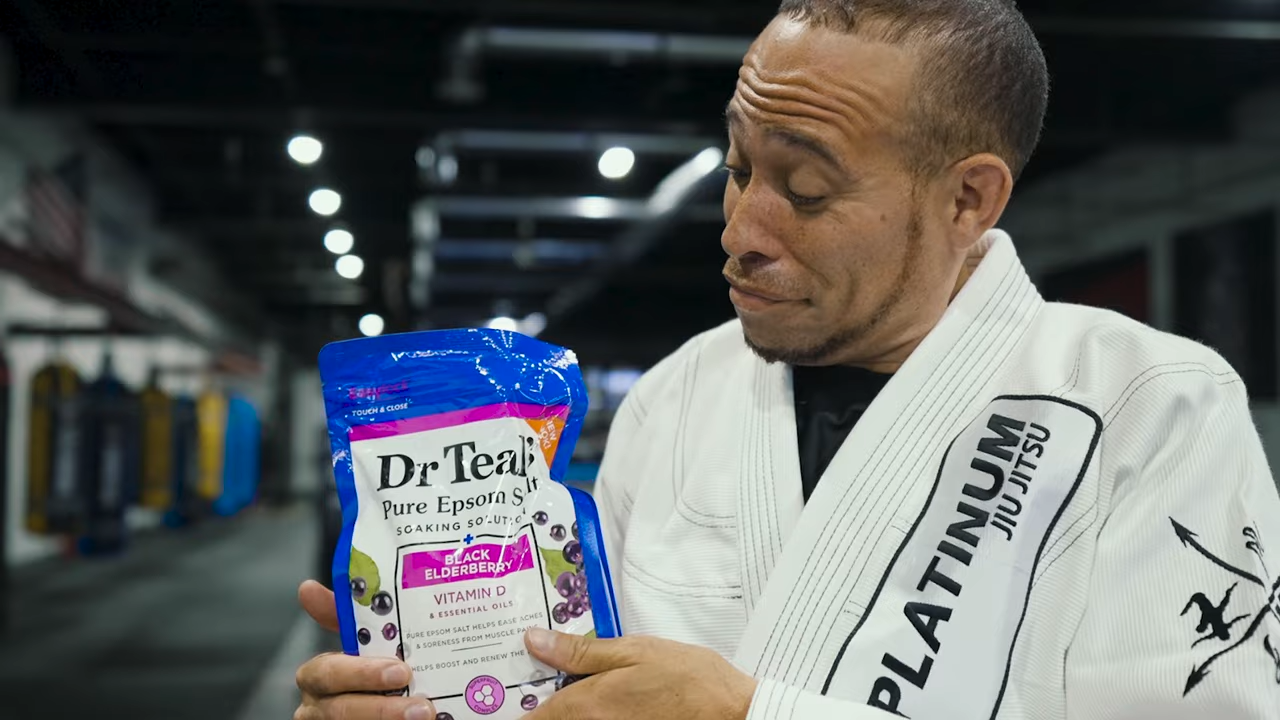 TOUCH & CLOSE
NEW
Dr Teal's
Pure Epsom Salt
SOAKING SOLUTION
+
BLACK
ELDERBERRY
VITAMIN D
& ESSENTIAL OILS
PURE EPSOM SALT HELPS EASE ACHES
& SORENESS FROM MUSCLE PAIN
HELPS BOOST AND RENEW THE
PLATINUM
JIU JITSU